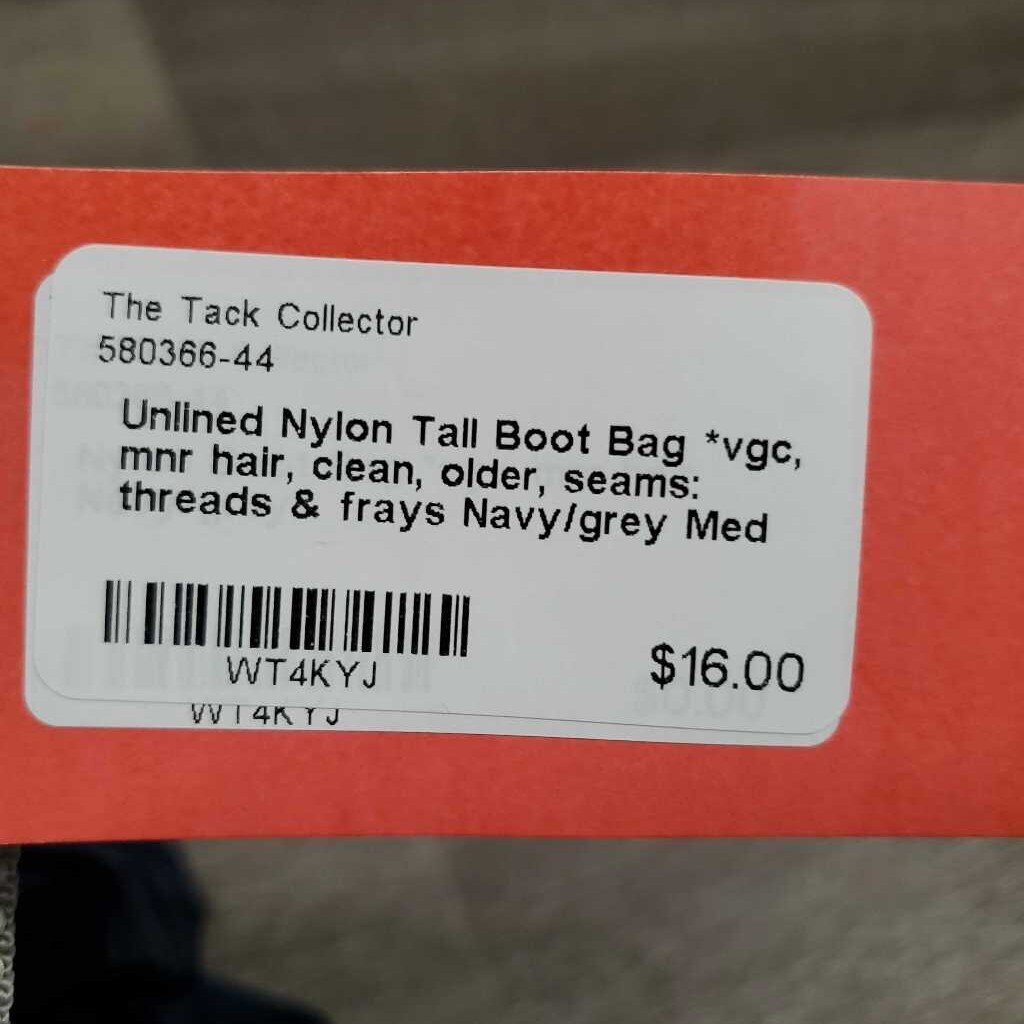 The Tack Collector
580366-44
Unlined Nylon Tall Boot Bag *vgc,
mnr hair, clean, older, seams:
threads & frays Navy/grey Med
WT4KYJ
$16.00
WT4KYJ